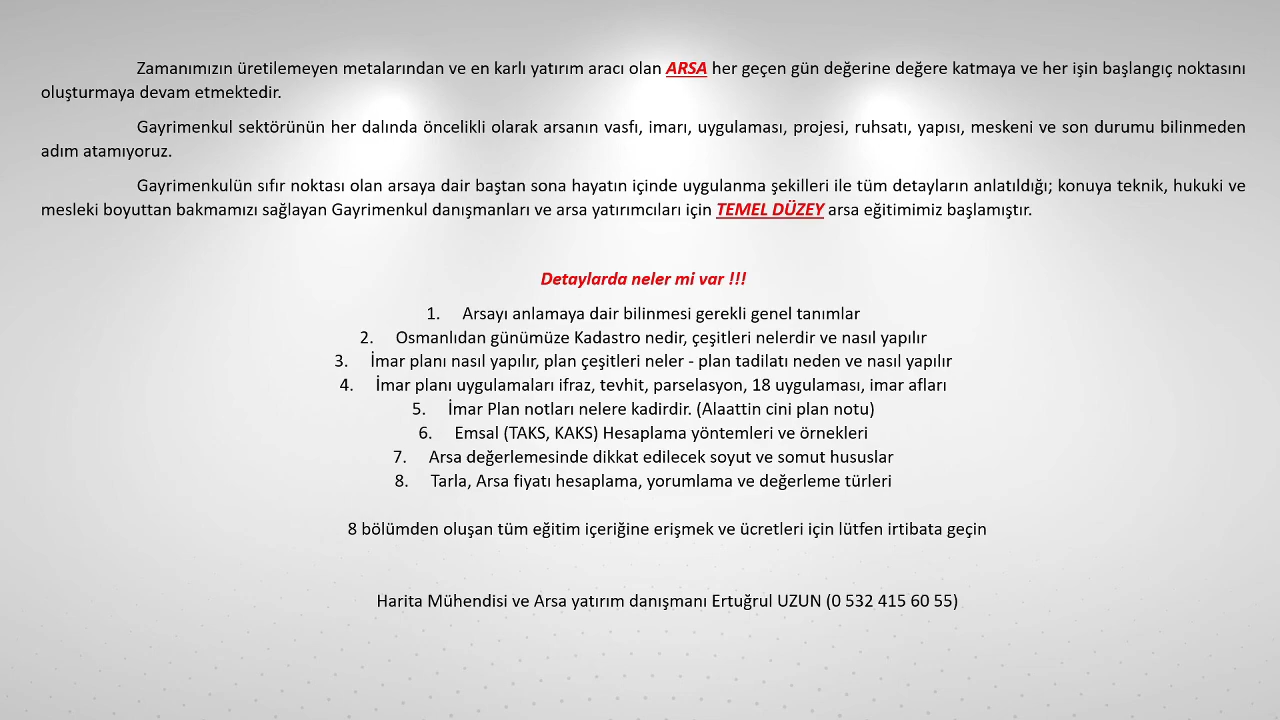 Zamanımızın üretilemeyen metalarından ve en karlı yatırım aracı olan ARSA her geçen gün değerine değere katmaya ve her işin başlangıç noktasını
oluşturmaya devam etmektedir.
Gayrimenkul sektörünün her dalında öncelikli olarak arsanın vasfı, imarı, uygulaması, projesi, ruhsatı, yapısı, meskeni ve son durumu bilinmeden
adım atamıyoruz.
Gayrimenkulün sıfır noktası olan arsaya dair baştan sona hayatın içinde uygulanma şekilleri ile tüm detayların anlatıldığı; konuya teknik, hukuki ve
mesleki boyuttan bakmamızı sağlayan Gayrimenkul danışmanları ve arsa yatırımcıları için TEMEL DÜZEY arsa eğitimimiz başlamıştır.
Detaylarda neler mi var !!!
1. Arsayı anlamaya dair bilinmesi gerekli genel tanımlar
2. Osmanlıdan günümüze Kadastro nedir, çeşitleri nelerdir ve nasıl yapılır
3. İmar planı nasıl yapılır, plan çeşitleri neler - plan tadilatı neden ve nasıl yapılır
4. İmar planı uygulamaları ifraz, tevhit, parselasyon, 18 uygulaması, imar afları
5. İmar Plan notları nelere kadirdir. (Alaattin cini plan notu)
6. Emsal (TAKS, KAKS) Hesaplama yöntemleri ve örnekleri
7. Arsa değerlemesinde dikkat edilecek soyut ve somut hususlar
8. Tarla, Arsa fiyatı hesaplama, yorumlama ve değerleme türleri
8 bölümden oluşan tüm eğitim içeriğine erişmek ve ücretleri için lütfen irtibata geçin
Harita Mühendisi ve Arsa yatırım danışmanı Ertuğrul UZUN (0 532 415 60 55)